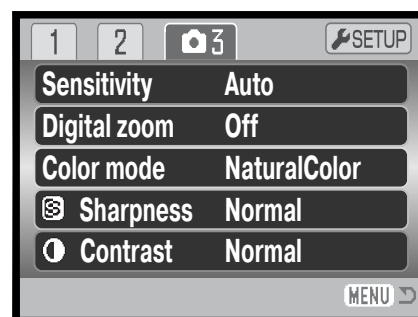 1 2 3 SETUP
Sensitivity Auto
Digital zoom Off
Color mode NaturalColor
S Sharpness Normal
Contrast Normal
MENU